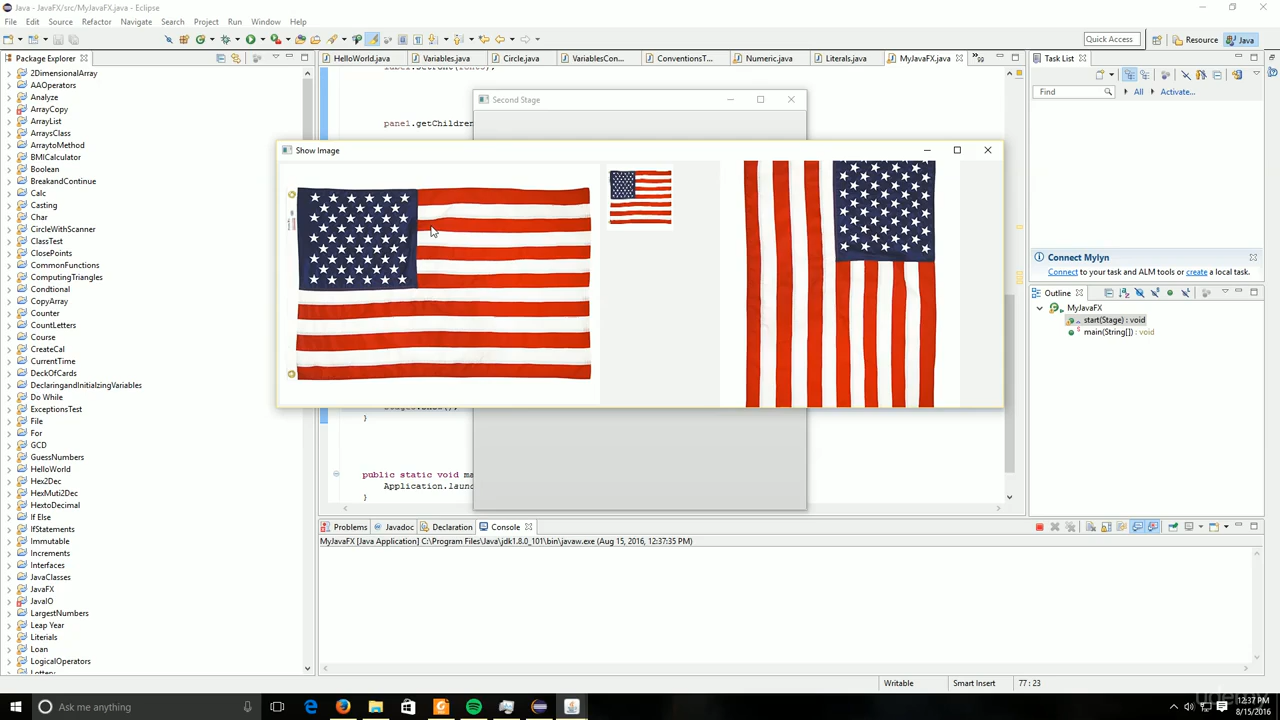 Java - JavaFX/src/MyJavaFX.java - Eclipse
File Edit Source Refactor Navigate Search Project Run Window Help
Quick Access
Resource
Java
Package Explorer
HelloWorld.java
Variables.java
Circle.java
VariablesCon...
ConventionsT...
Numeric.java
Literals.java
MyJavaFX.java
Task List
2DimensionalArray
AAOperators
Analyze
ArrayCopy
ArrayList
ArraysClass
ArraytoMethod
BMICalculator
Boolean
BreakandContinue
Calc
Casting
Char
CircleWithScanner
ClassTest
ClosePoints
CommonFunctions
ComputingTriangles
Condtional
CopyArray
Counter
CountLetters
Course
CreateCal
CurrentTime
DeckOfCards
DeclaringandInitialzingVariables
Do While
ExceptionsTest
File
For
GCD
GuessNumbers
HelloWorld
Hex2Dec
HexMuti2Dec
HextoDecimal
If Else
IfStatements
Immutable
Increments
Interfaces
JavaClasses
JavaFX
JavaIO
LargestNumbers
Leap Year
Literials
Loan
LogicalOperators
Second Stage
pane1.getChildren
Show Image
}
public static void ma
Application.launc
}
Find
All
Activate...
Connect Mylyn
Connect to your task and ALM tools or create a local task.
Outline
MyJavaFX
start(Stage) : void
main(String[]) : void
Problems
Javadoc
Declaration
Console
MyJavaFX [Java Application] C:\Program Files\Java\jdk1.8.0_101\bin\javaw.exe (Aug 15, 2016, 12:37:35 PM)
Writable
Smart Insert
77 : 23
Ask me anything
12:37 PM
8/15/2016
udemy